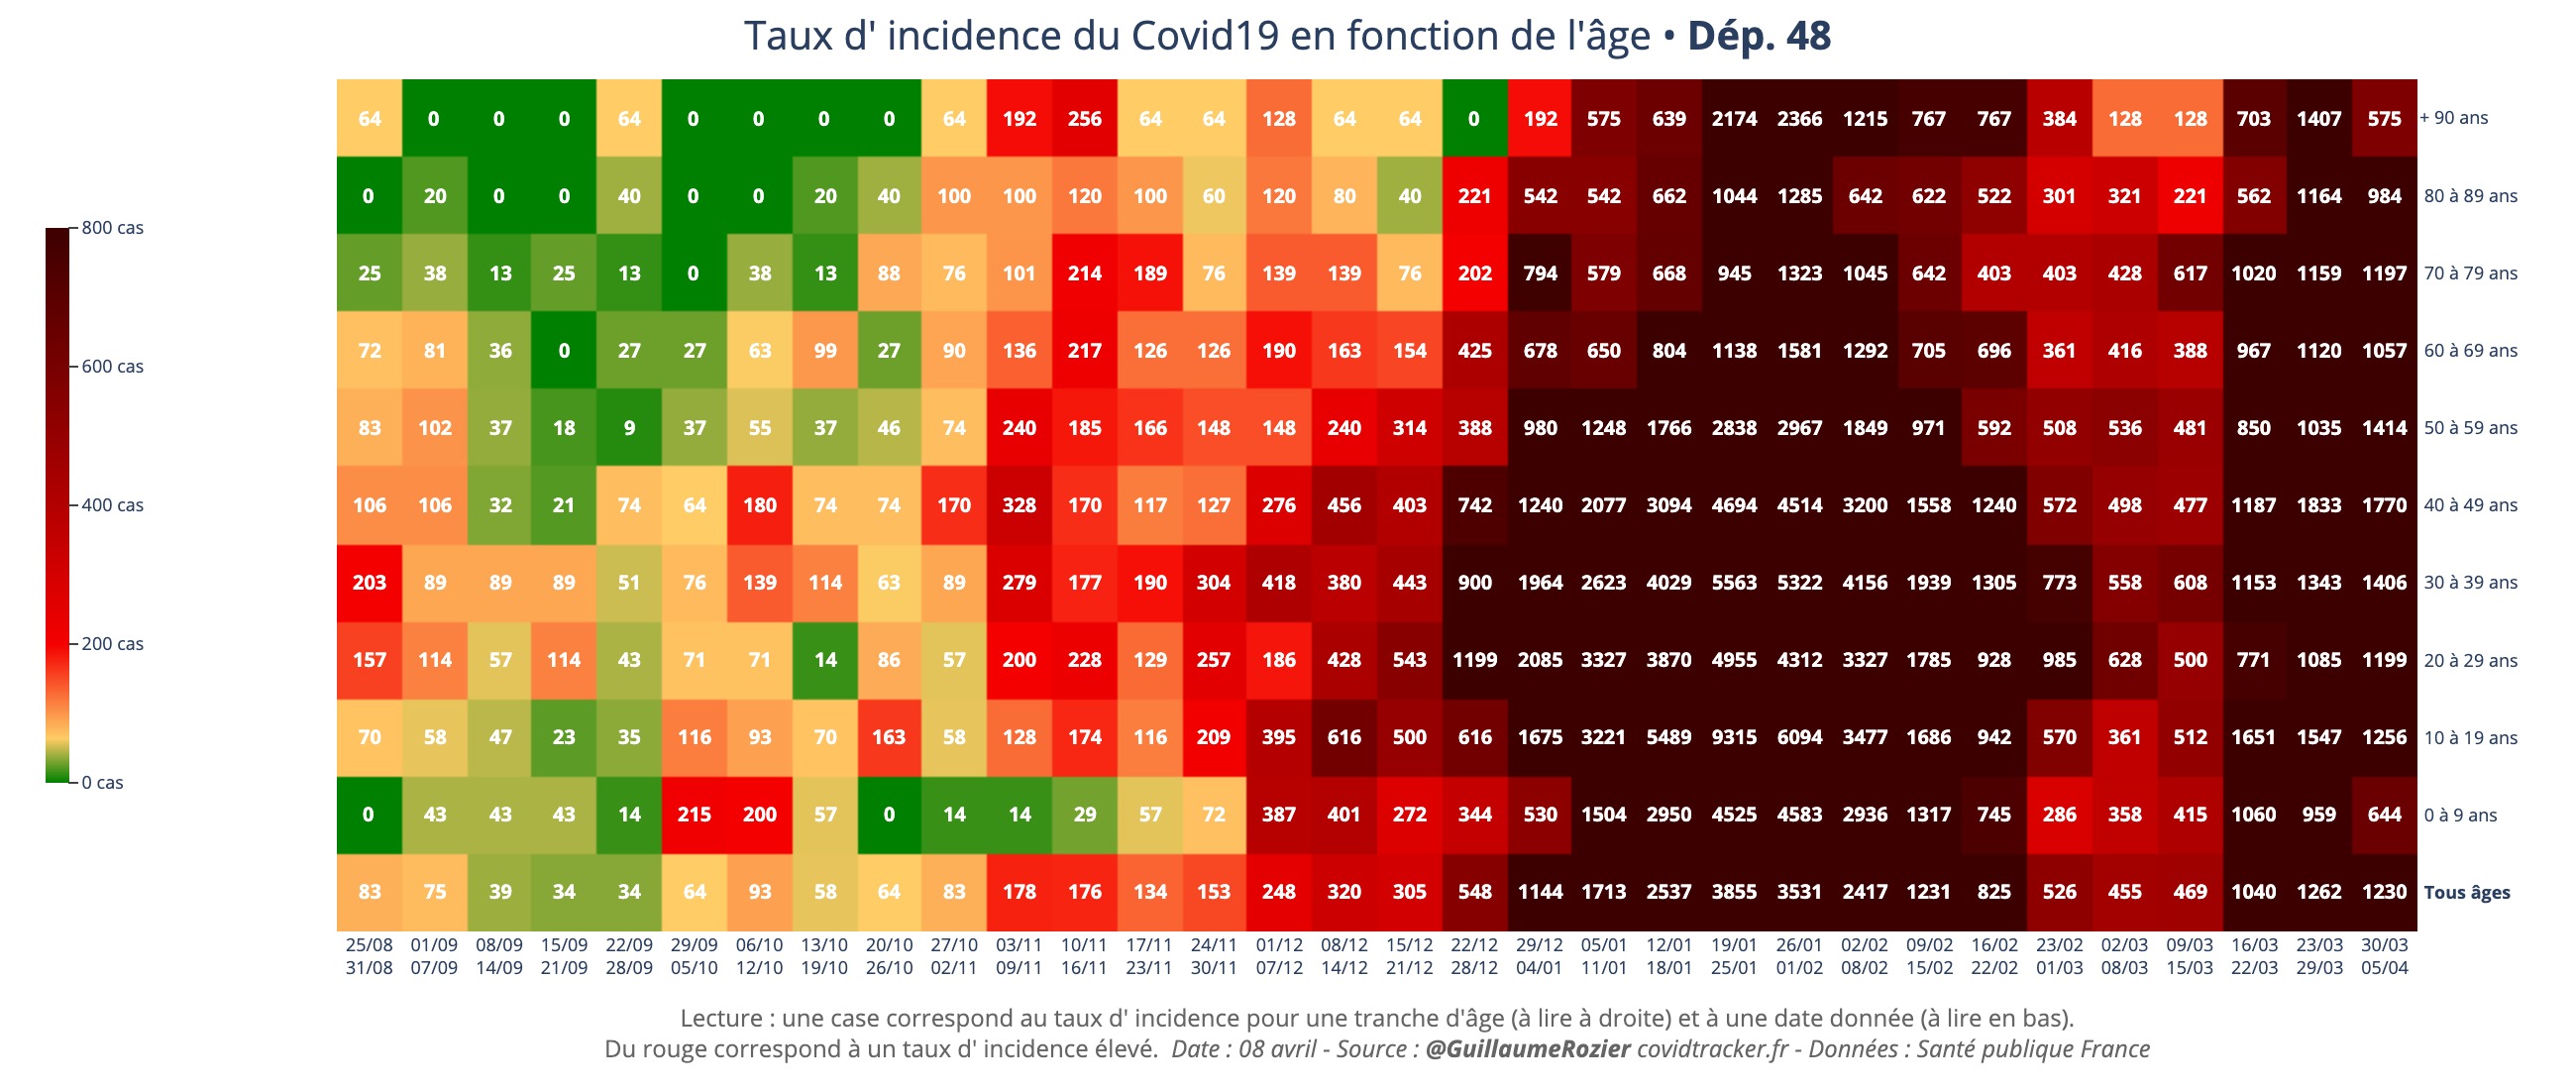 Taux d' incidence du Covid19 en fonction de l'âge • Dép. 48
800 cas
600 cas
400 cas
200 cas
0 cas
64 0 0 0 64 0 0 0 0 64 192 256 64 64 128 64 64 0 192 575 639 2174 2366 1215 767 767 384 128 128 703 1407 575 + 90 ans
0 20 0 0 40 0 0 20 40 100 100 120 100 60 120 80 40 221 542 542 662 1044 1285 642 622 522 301 321 221 562 1164 984 80 à 89 ans
25 38 13 25 13 0 38 13 88 76 101 214 189 76 139 139 76 202 794 579 668 945 1323 1045 642 403 403 428 617 1020 1159 1197 70 à 79 ans
72 81 36 0 27 27 63 99 27 90 136 217 126 126 190 163 154 425 678 650 804 1138 1581 1292 705 696 361 416 388 967 1120 1057 60 à 69 ans
83 102 37 18 9 37 55 37 46 74 240 185 166 148 148 240 314 388 980 1248 1766 2838 2967 1849 971 592 508 536 481 850 1035 1414 50 à 59 ans
106 106 32 21 74 64 180 74 74 170 328 170 117 127 276 456 403 742 1240 2077 3094 4694 4514 3200 1558 1240 572 498 477 1187 1833 1770 40 à 49 ans
203 89 89 89 51 76 139 114 63 89 279 177 190 304 418 380 443 900 1964 2623 4029 5563 5322 4156 1939 1305 773 558 608 1153 1343 1406 30 à 39 ans
157 114 57 114 43 71 71 14 86 57 200 228 129 257 186 428 543 1199 2085 3327 3870 4955 4312 3327 1785 928 985 628 500 771 1085 1199 20 à 29 ans
70 58 47 23 35 116 93 70 163 58 128 174 116 209 395 616 500 616 1675 3221 5489 9315 6094 3477 1686 942 570 361 512 1651 1547 1256 10 à 19 ans
0 43 43 43 14 215 200 57 0 14 14 29 57 72 387 401 272 344 530 1504 2950 4525 4583 2936 1317 745 286 358 415 1060 959 644 0 à 9 ans
83 75 39 34 34 64 93 58 64 83 178 176 134 153 248 320 305 548 1144 1713 2537 3855 3531 2417 1231 825 526 455 469 1040 1262 1230 Tous âges
25/08 01/09 08/09 15/09 22/09 29/09 06/10 13/10 20/10 27/10 03/11 10/11 17/11 24/11 01/12 08/12 15/12 22/12 29/12 05/01 12/01 19/01 26/01 02/02 09/02 16/02 23/02 02/03 09/03 16/03 23/03 30/03
31/08 07/09 14/09 21/09 28/09 05/10 12/10 19/10 26/10 02/11 09/11 16/11 23/11 30/11 07/12 14/12 21/12 28/12 04/01 11/01 18/01 25/01 01/02 08/02 15/02 22/02 01/03 08/03 15/03 22/03 29/03 05/04
Lecture : une case correspond au taux d' incidence pour une tranche d'âge (à lire à droite) et à une date donnée (à lire en bas).
Du rouge correspond à un taux d' incidence élevé. Date : 08 avril - Source : @GuillaumeRozier covidtracker.fr - Données : Santé publique France